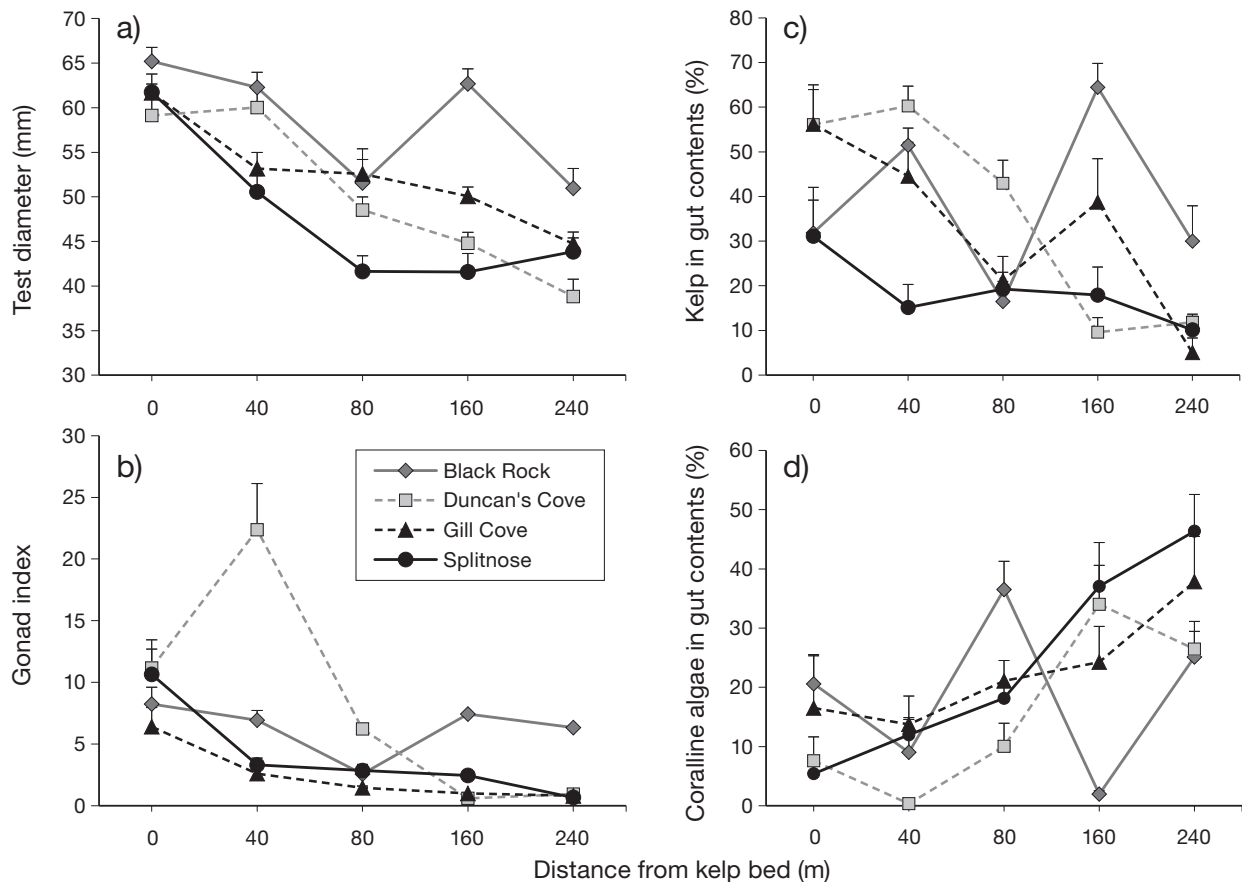 a)
Test diameter (mm)
70
65
60
55
50
45
40
35
30
0 40 80 160 240
c)
Kelp in gut contents (%)
80
70
60
50
40
30
20
10
0
0 40 80 160 240
b)
Gonad index
30
25
20
15
10
5
0
0 40 80 160 240
Black Rock
Duncan's Cove
Gill Cove
Splitnose
d)
Coralline algae in gut contents (%)
60
50
40
30
20
10
0
0 40 80 160 240
Distance from kelp bed (m)